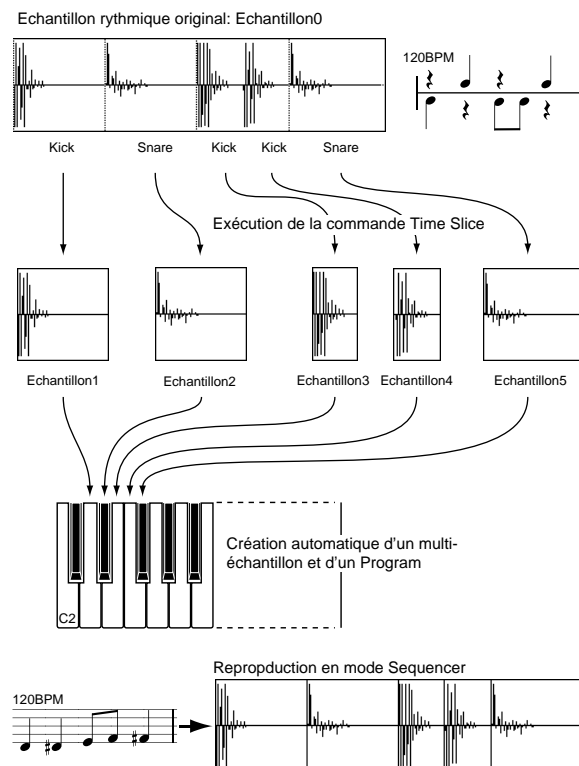 Echantillon rythmique original: Echantillon0
120BPM
Kick Snare Kick Kick Snare
Exécution de la commande Time Slice
Echantillon1 Echantillon2 Echantillon3 Echantillon4 Echantillon5
Création automatique d'un multi-
échantillon et d'un Program
C2
Repropduction en mode Sequencer
120BPM